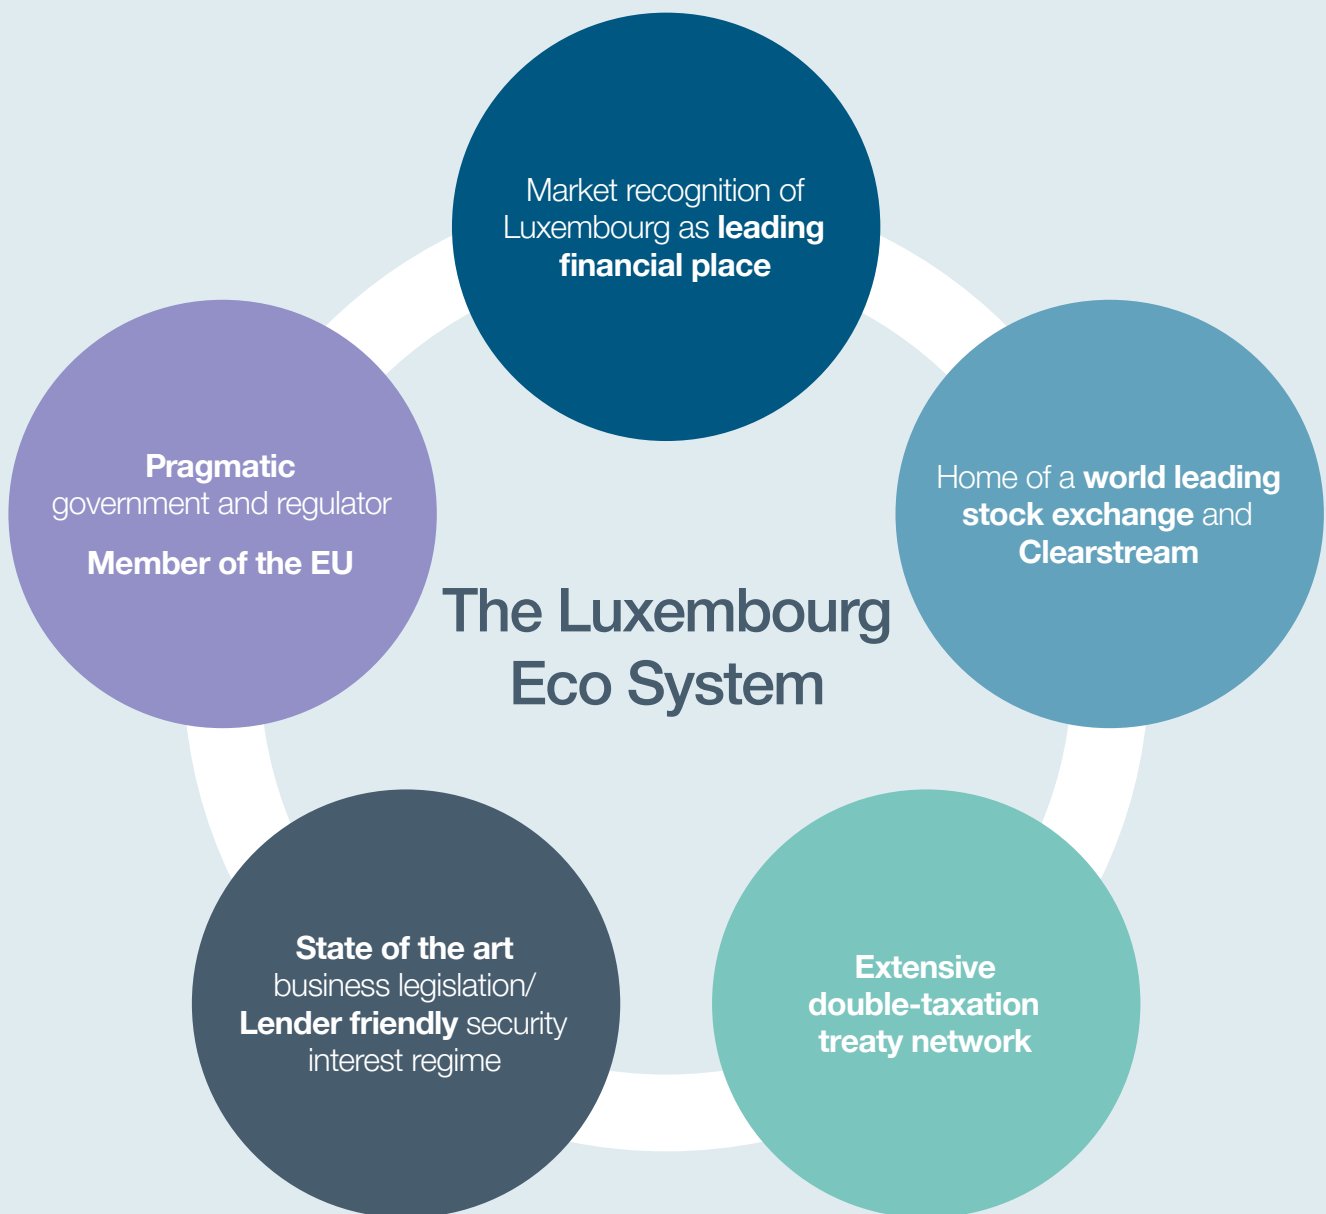 Market recognition of
Luxembourg as leading
financial place
Home of a world leading
stock exchange and
Clearstream
Extensive
double-taxation
treaty network
State of the art
business legislation/
Lender friendly security
interest regime
Pragmatic
government and regulator
Member of the EU
The Luxembourg
Eco System